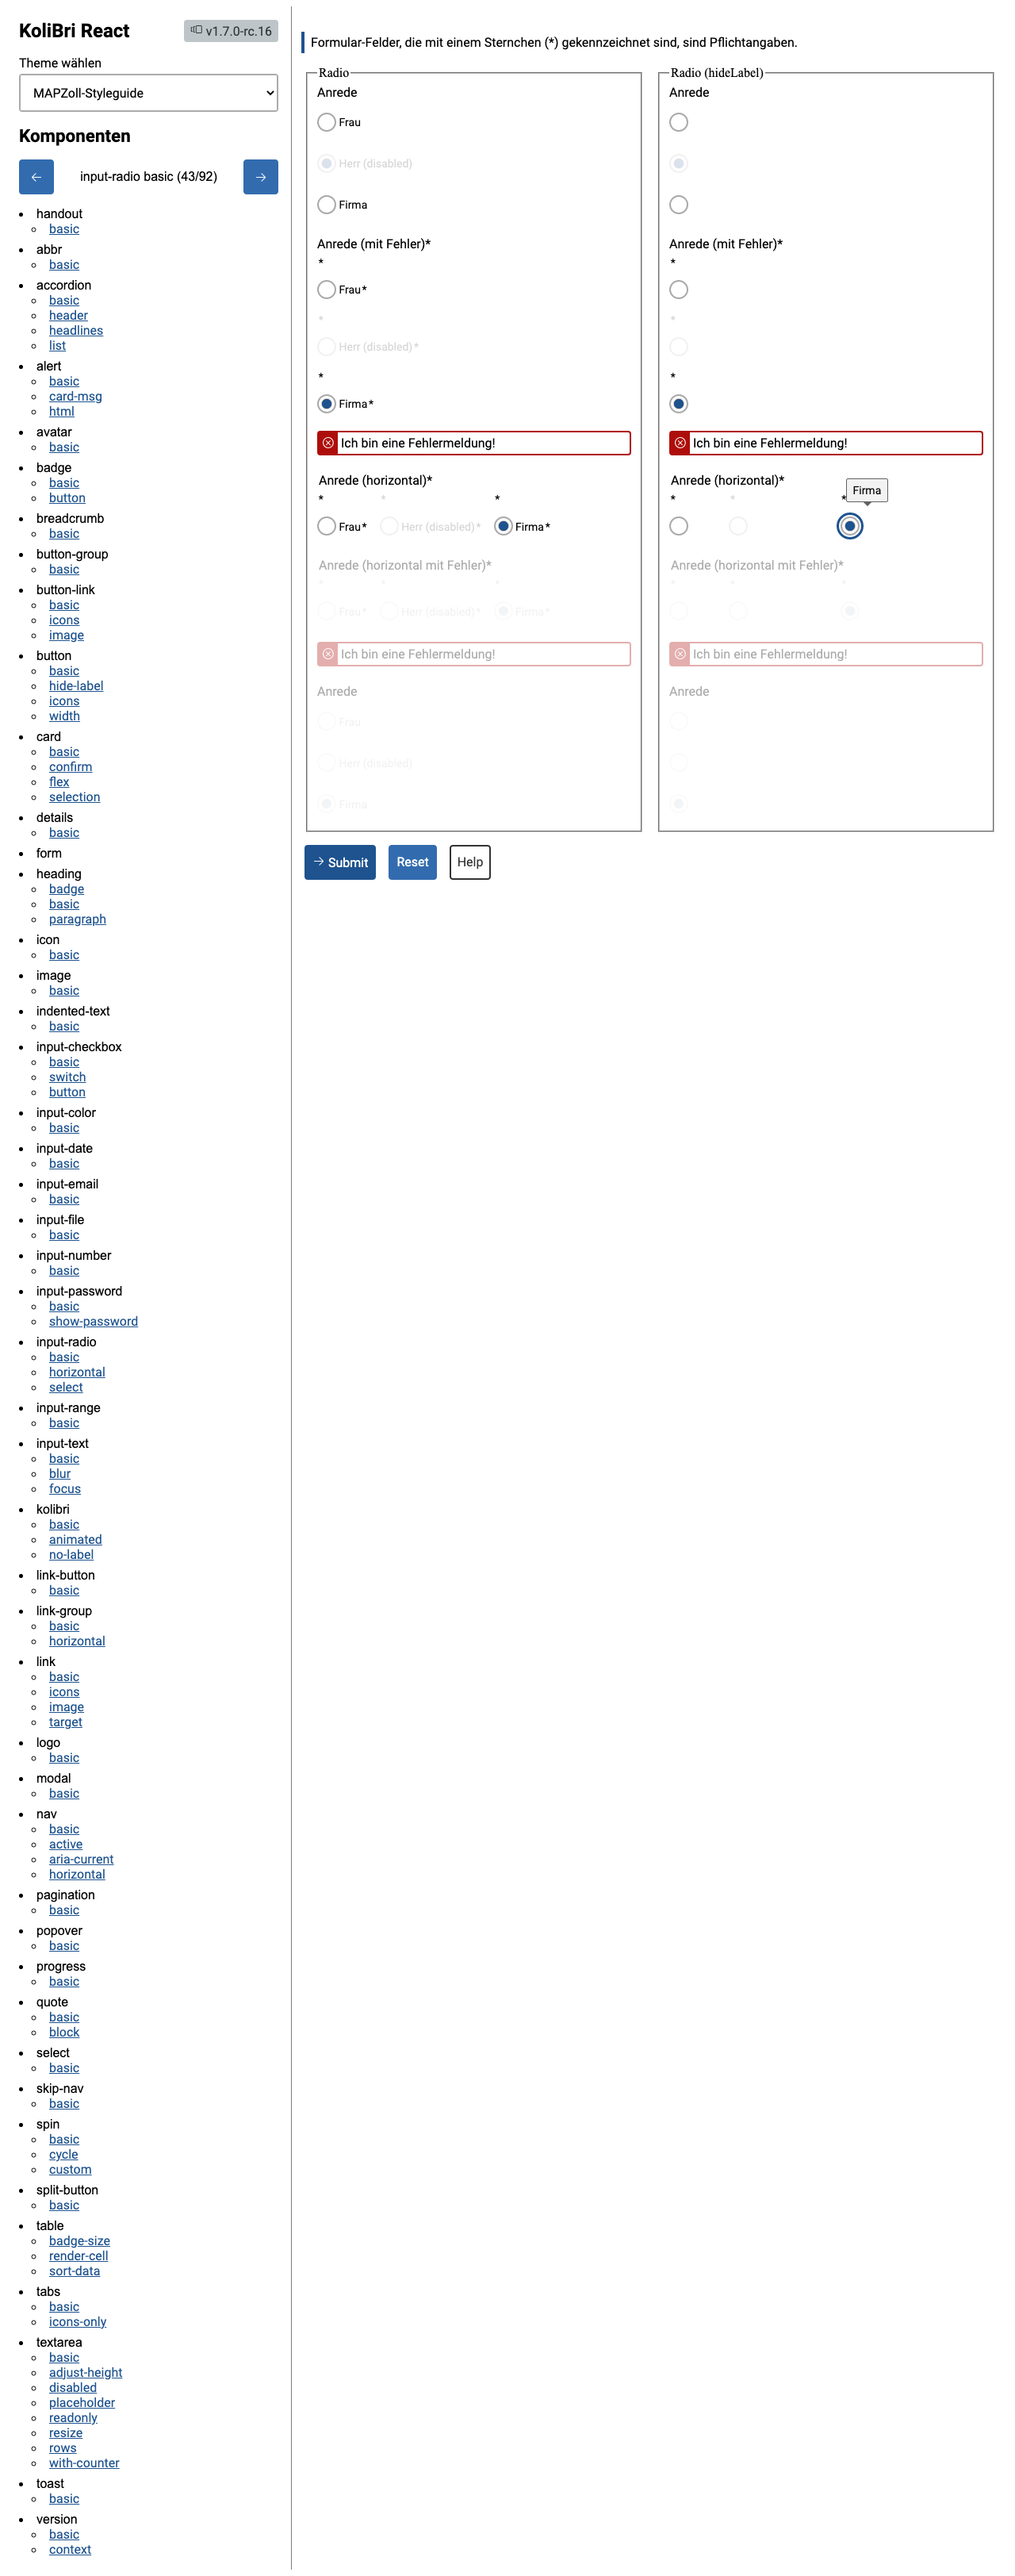 KoliBri React
v1.7.0-rc.16
Theme wählen
MAPZoll-Styleguide
Komponenten
input-radio basic (43/92)
handout
basic
abbr
basic
accordion
basic
header
headlines
list
alert
basic
card-msg
html
avatar
basic
badge
basic
button
breadcrumb
basic
button-group
basic
button-link
basic
icons
image
button
basic
hide-label
icons
width
card
basic
confirm
flex
selection
details
basic
form
heading
badge
basic
paragraph
icon
basic
image
basic
indented-text
basic
input-checkbox
basic
switch
button
input-color
basic
input-date
basic
input-email
basic
input-file
basic
input-number
basic
input-password
basic
show-password
input-radio
basic
horizontal
select
input-range
basic
input-text
basic
blur
focus
kolibri
basic
animated
no-label
link-button
basic
link-group
basic
horizontal
link
basic
icons
image
target
logo
basic
modal
basic
nav
basic
active
aria-current
horizontal
pagination
basic
popover
basic
progress
basic
quote
basic
block
select
basic
skip-nav
basic
spin
basic
cycle
custom
split-button
basic
table
badge-size
render-cell
sort-data
tabs
basic
icons-only
textarea
basic
adjust-height
disabled
placeholder
readonly
resize
rows
with-counter
toast
basic
version
basic
context
Formular-Felder, die mit einem Sternchen (*) gekennzeichnet sind, sind Pflichtangaben.
Radio
Anrede
Frau
Herr (disabled)
Firma
Anrede (mit Fehler)*
*
Frau*
*
Herr (disabled)*
*
Firma*
Ich bin eine Fehlermeldung!
Anrede (horizontal)*
* * *
Frau* Herr (disabled)* Firma*
Anrede (horizontal mit Fehler)*
* * *
Frau* Herr (disabled)* Firma*
Ich bin eine Fehlermeldung!
Anrede
Frau
Herr (disabled)
Firma
Radio (hideLabel)
Anrede
Anrede (mit Fehler)*
*
*
*
Ich bin eine Fehlermeldung!
Anrede (horizontal)*
Firma
* * *
Anrede (horizontal mit Fehler)*
* * *
Ich bin eine Fehlermeldung!
Anrede
Submit Reset Help